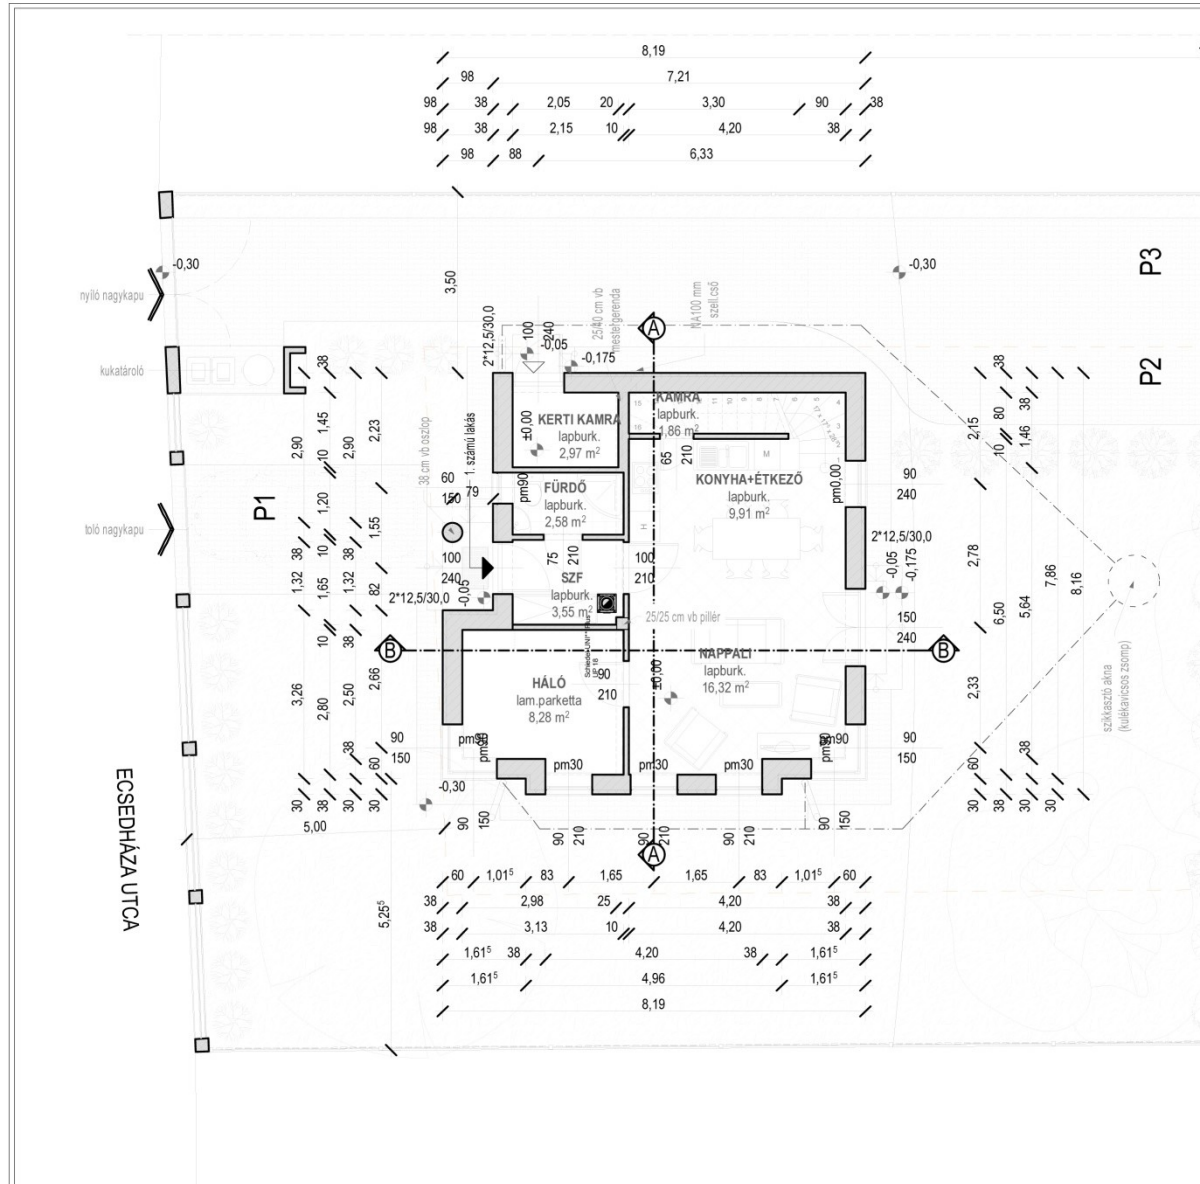 8,19
98 7,21
98 38 2,05 20 3,30 90 38
98 38 2,15 10 4,20 38
98 88 6,33
-0,30
-0,30
3,50
P3
P2
P1
nyíló nagykapu
kukatároló
toló nagykapu
ECSEDHÁZA UTCA
25/40 cm vb
mestergerenda
NA100 mm
szell.cső
2*12,5/30,0
100
240
-0,05
-0,175
38 cm vb oszlop
1. számú lakás
KERTI KAMRA
lapburk.
2,97 m²
±0,00
KAMRA
lapburk.
1,86 m²
65
210
FÜRDŐ
lapburk.
2,58 m²
pm90
60
150
79
KONYHA+ÉTKEZŐ
lapburk.
9,91 m²
pm0,00
90
240
M
H
75
210
100
210
100
240
SZF
lapburk.
3,55 m²
2*12,5/30,0
-0,05
2*12,5/30,0
-0,05
-0,175
150
240
25/25 cm vb pillér
B
B
A
A
HÁLÓ
lam.parketta
8,28 m²
90
210
NAPPALI
lapburk.
16,32 m²
±0,00
90
150
pm90
pm90
pm30
pm30
pm30
pm90
pm90
90
150
-0,30
90
150
90
210
90
210
90
210
90
150
szikkasztó akna
(kulékavicsos zsomp)
38
2,90 1,45 2,90 2,23
10
1,20 1,55
38 10 38
1,32 1,65 1,32 82
10 38
3,26 2,80 2,50 2,66
38 60
30 38 30 30
38
2,15 80 38
10 1,46
2,78
6,50 5,64 7,86 8,16
2,33
60 38
30 38 30 30
5,00
5,25⁵
60 1,01⁵ 83 1,65 1,65 83 1,01⁵ 60
38 2,98 25 4,20 38
38 3,13 10 4,20 38
1,61⁵ 38 4,20 38 1,61⁵
1,61⁵ 4,96 1,61⁵
8,19